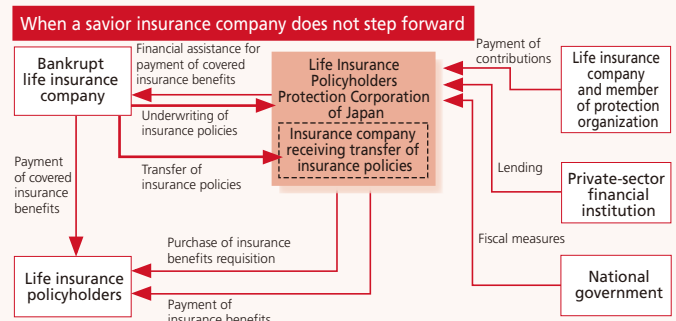 When a savior insurance company does not step forward
Bankrupt
life insurance
company
Financial assistance for
payment of covered
insurance benefits
Underwriting of
insurance policies
Transfer of
insurance policies
Life Insurance
Policyholders
Protection Corporation
of Japan
Insurance company
receiving transfer of
insurance policies
Payment of
contributions
Life insurance
company
and member
of protection
organization
Lending
Private-sector
financial
institution
Fiscal measures
National
government
Payment
of covered
insurance
benefits
Purchase of insurance
benefits requisition
Life insurance
policyholders
Payment of
insurance benefits